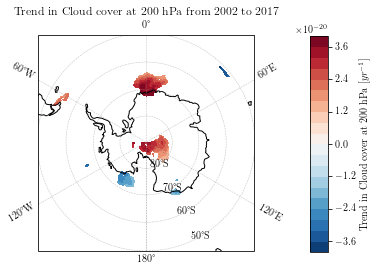 Trend in Cloud cover at 200 hPa from 2002 to 2017
0°
×10⁻²⁰
60°W
60°E
3.6
2.4
1.2
0.0
−1.2
−2.4
−3.6
Trend in Cloud cover at 200 hPa [yr⁻¹]
80°S
70°S
60°S
50°S
120°W
120°E
180°